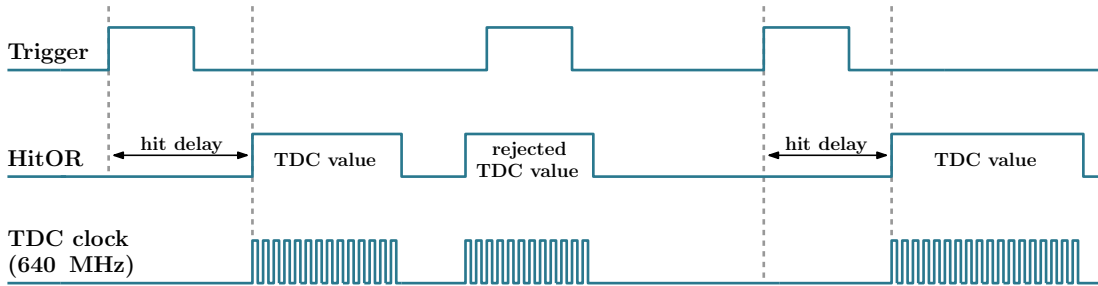 Trigger
HitOR
hit delay
TDC value
rejected
TDC value
hit delay
TDC value
TDC clock
(640 MHz)